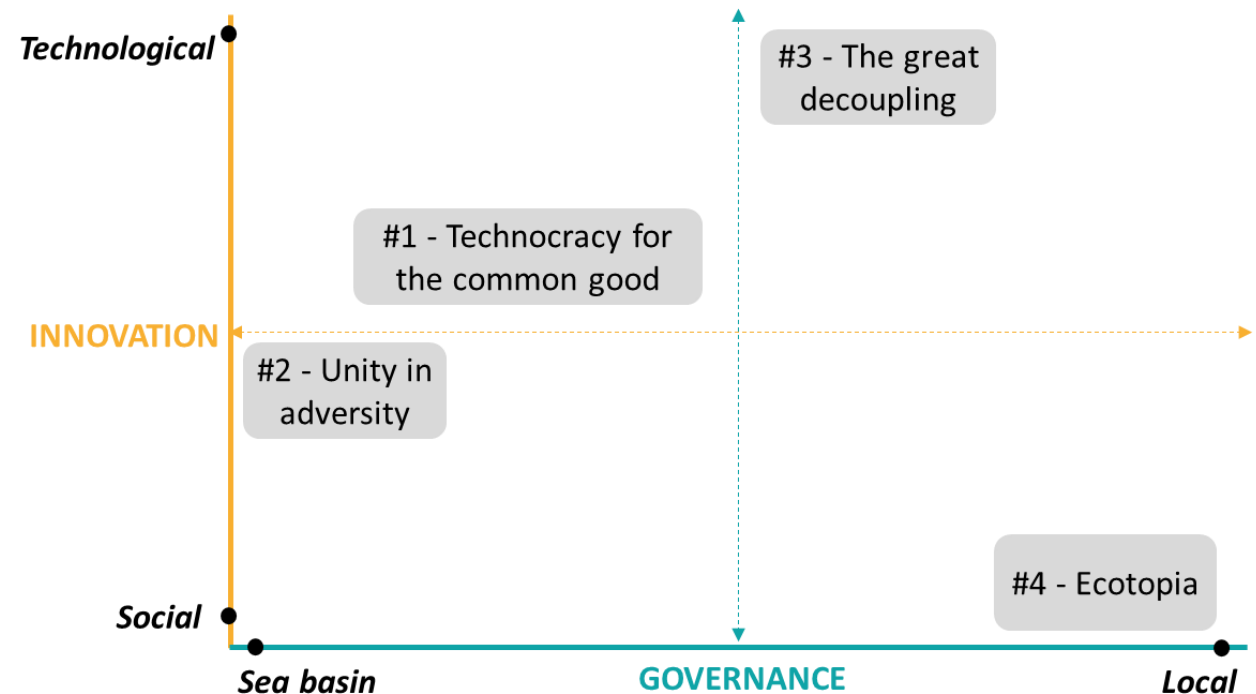 Technological
#3 - The great
decoupling
#1 - Technocracy for
the common good
INNOVATION
#2 - Unity in
adversity
#4 - Ecotopia
Social
Sea basin
GOVERNANCE
Local